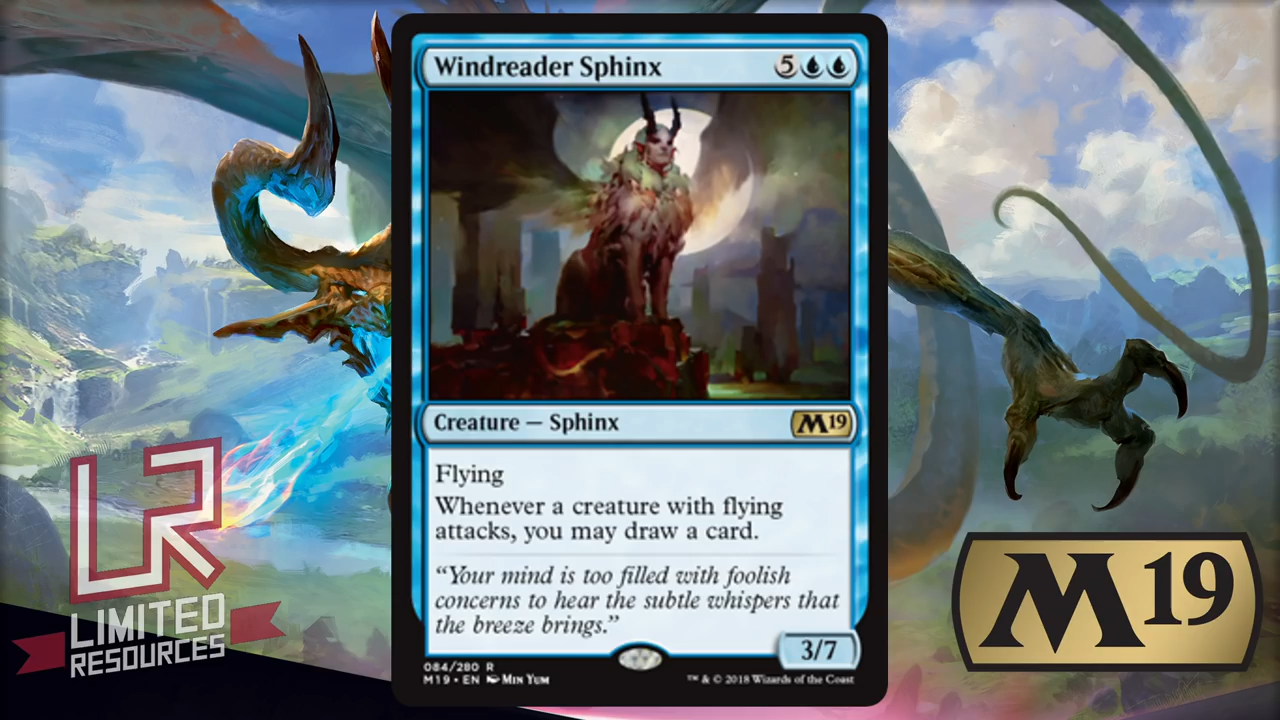 Windreader Sphinx 5
Creature — Sphinx M19
Flying
Whenever a creature with flying
attacks, you may draw a card.
“Your mind is too filled with foolish
concerns to hear the subtle whispers that
the breeze brings.”
3/7
084/280 R
M19 • EN Min Yum ™ & © 2018 Wizards of the Coast
LR
LIMITED
RESOURCES
M19